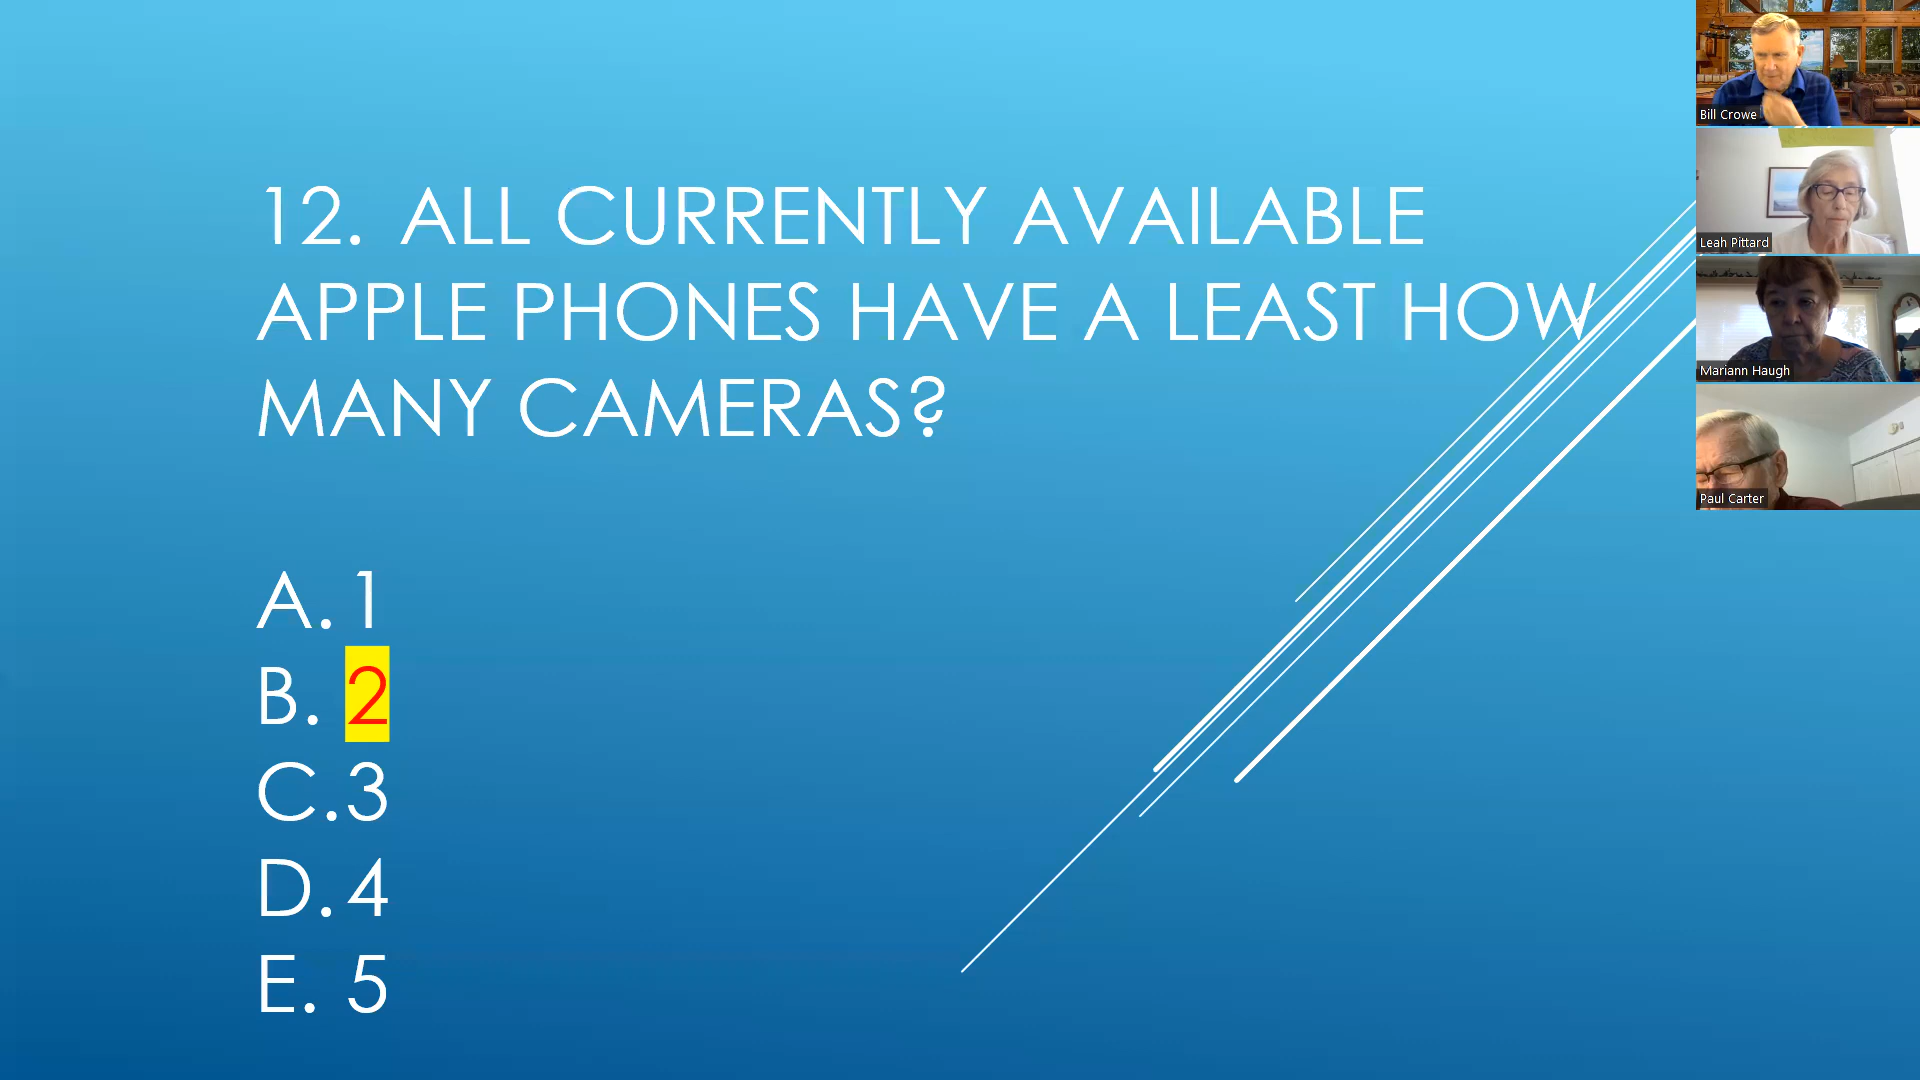 12. ALL CURRENTLY AVAILABLE
APPLE PHONES HAVE A LEAST HOW
MANY CAMERAS?
A. 1
B. 2
C. 3
D. 4
E. 5
Bill Crowe
Leah Pittard
Mariann Haugh
Paul Carter